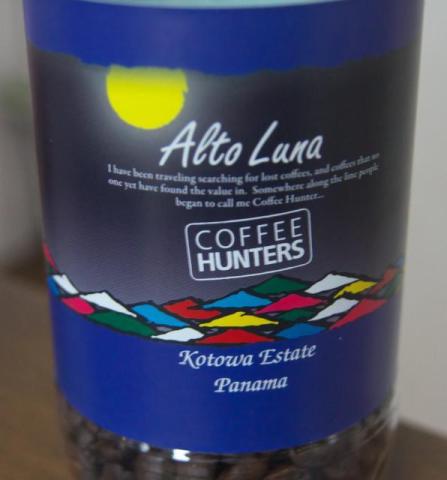 Alto Luna
I have been traveling searching for lost coffees, and coffees that no
one yet have found the value in. Somewhere along the line people
began to call me Coffee Hunter...
COFFEE
HUNTERS
Kotowa Estate
Panama